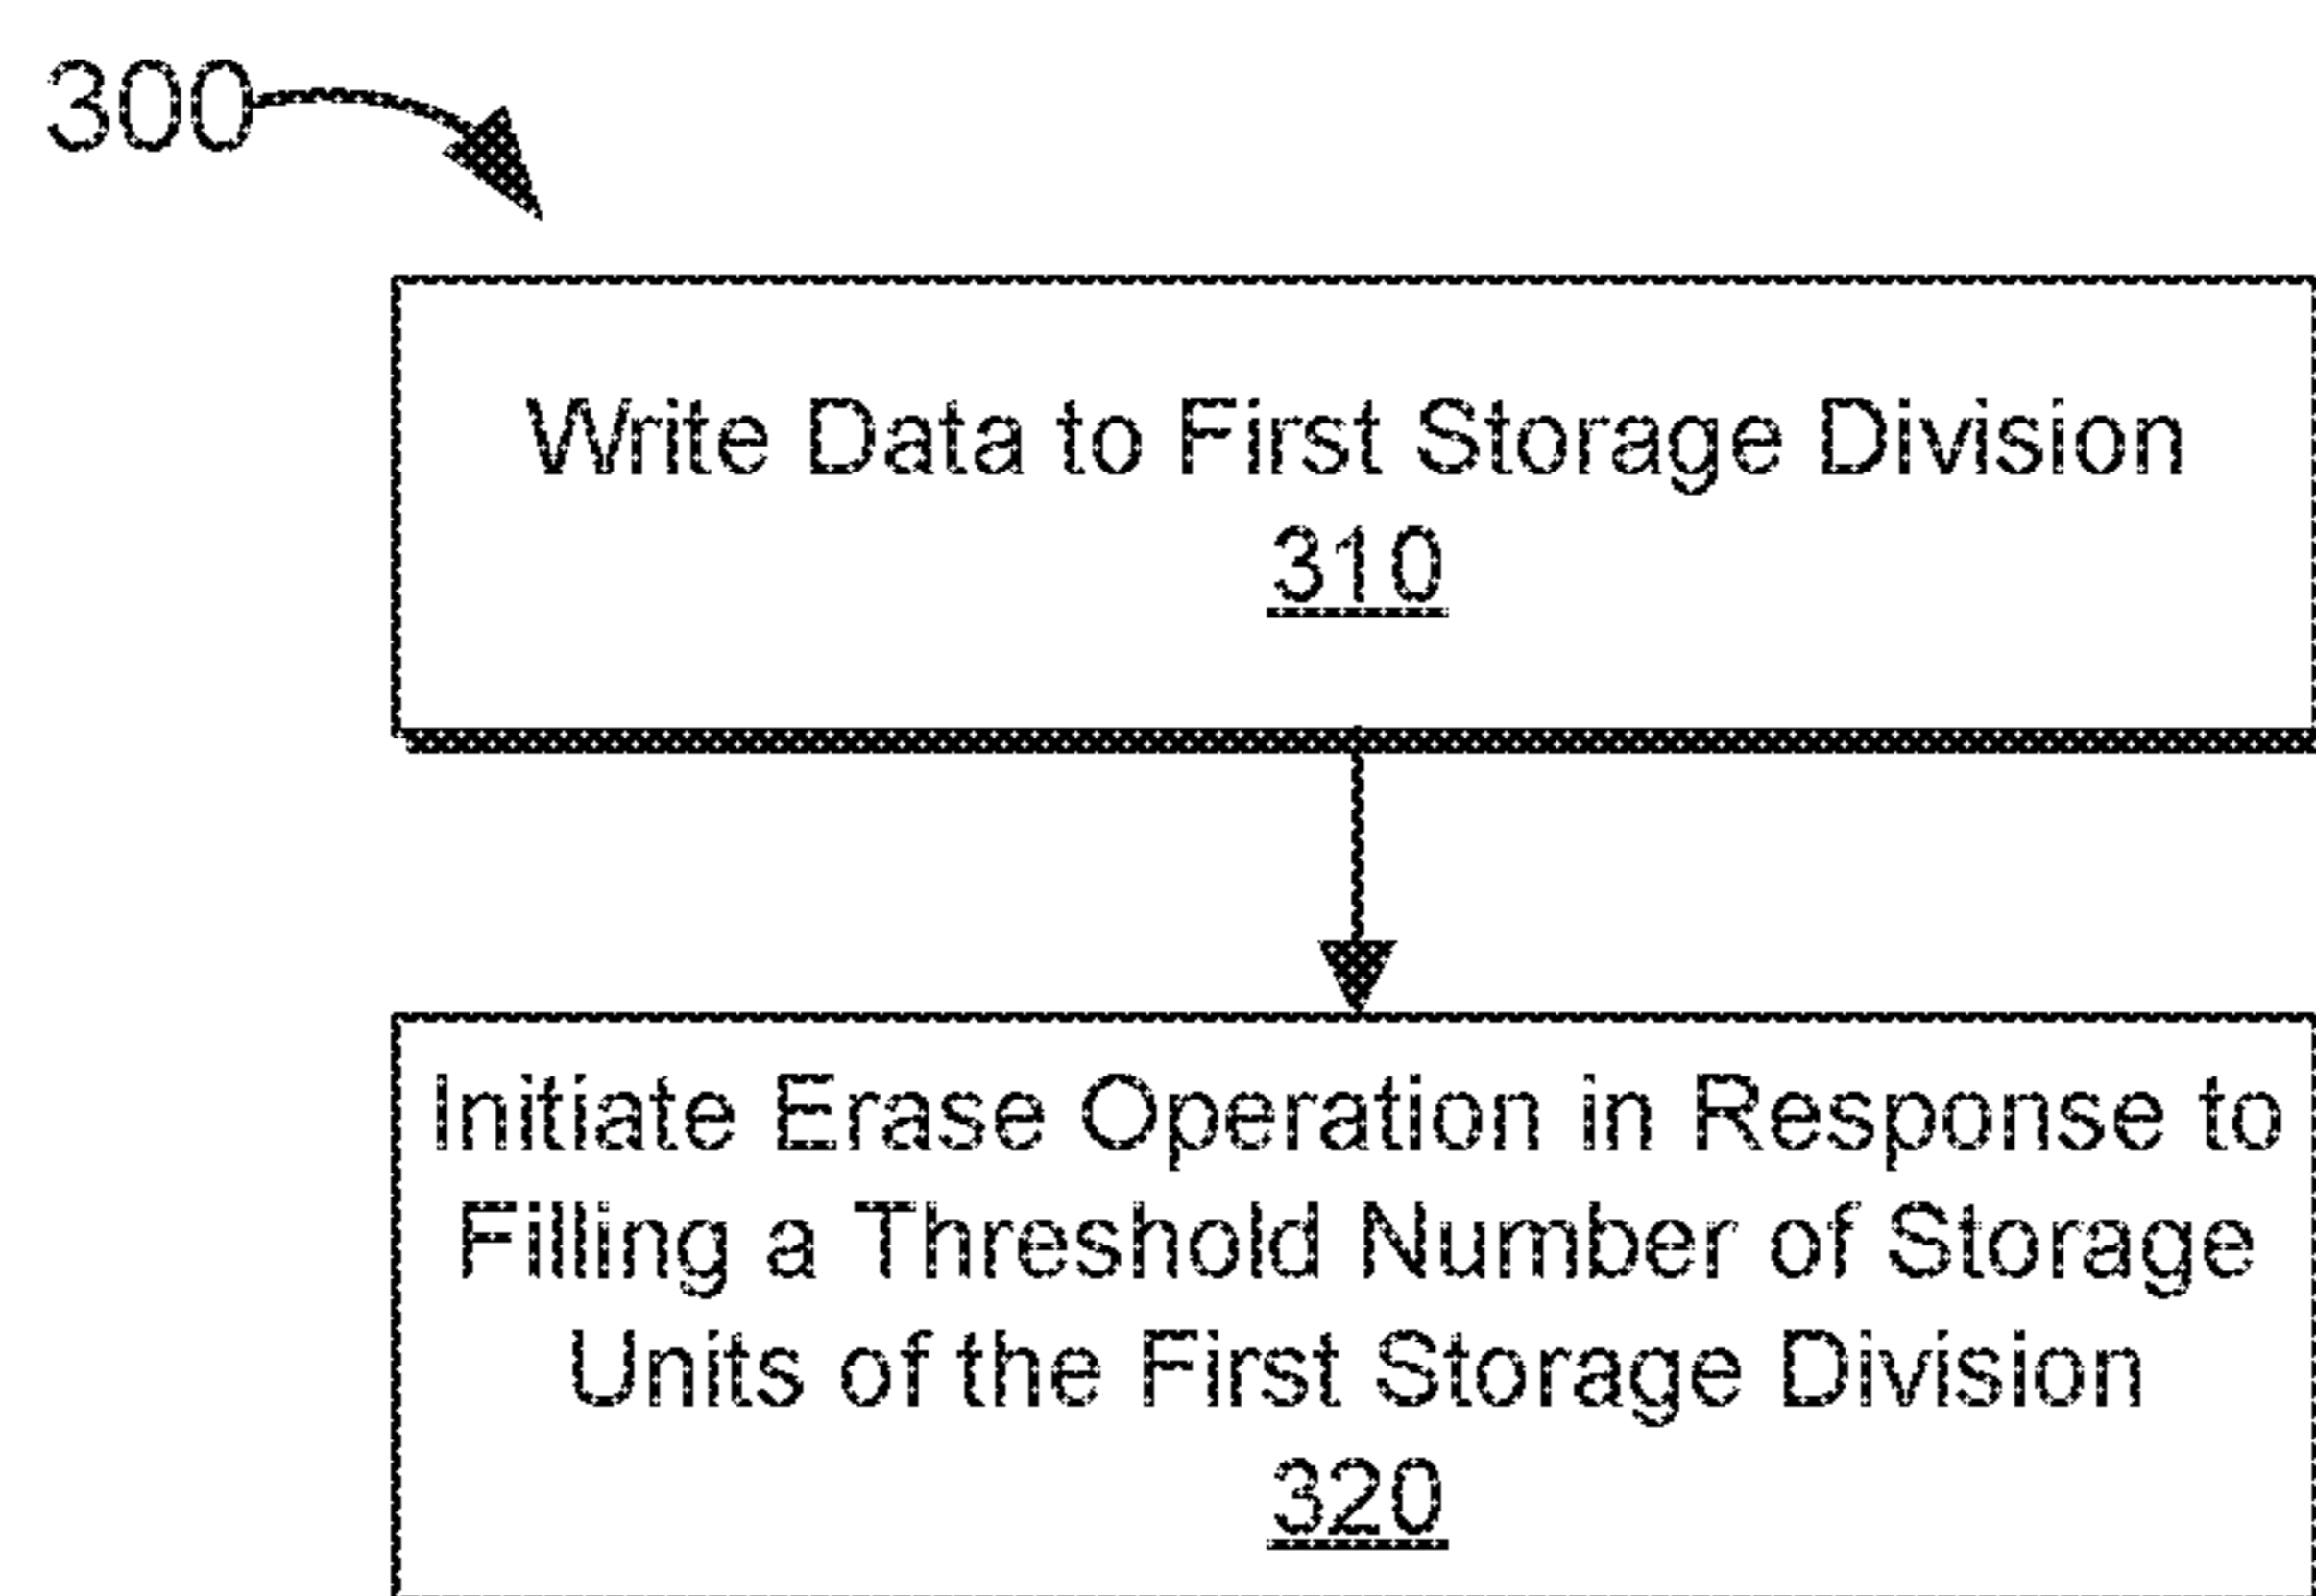 300
Write Data to First Storage Division
310
Initiate Erase Operation in Response to
Filling a Threshold Number of Storage
Units of the First Storage Division
320